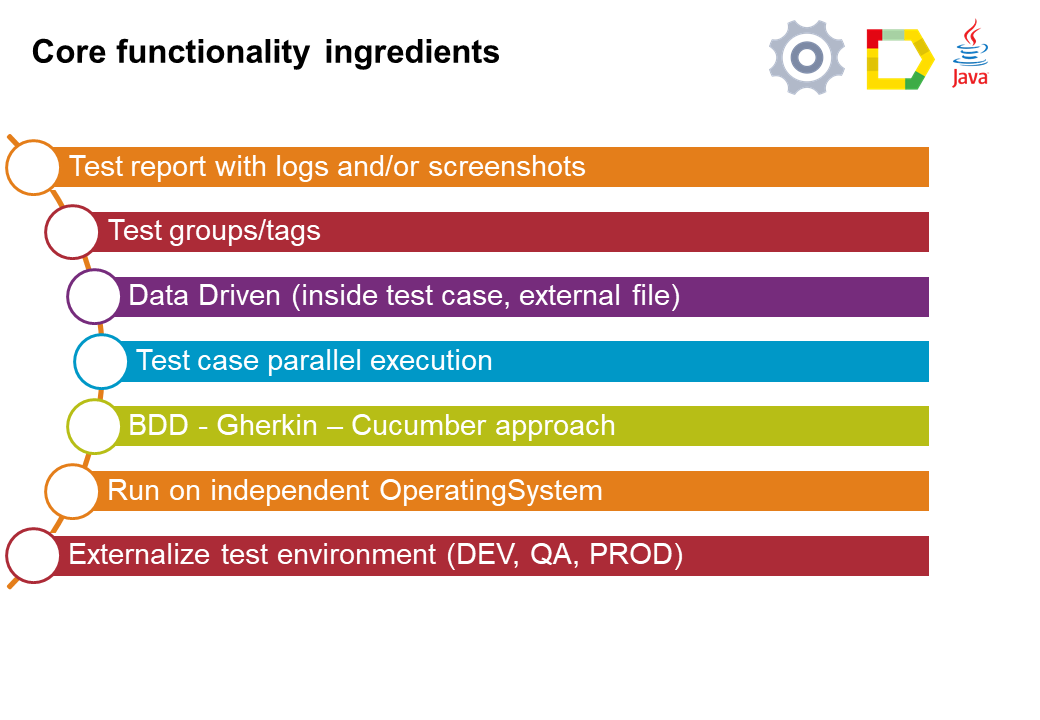 Core functionality ingredients
Java
Test report with logs and/or screenshots
Test groups/tags
Data Driven (inside test case, external file)
Test case parallel execution
BDD - Gherkin – Cucumber approach
Run on independent OperatingSystem
Externalize test environment (DEV, QA, PROD)